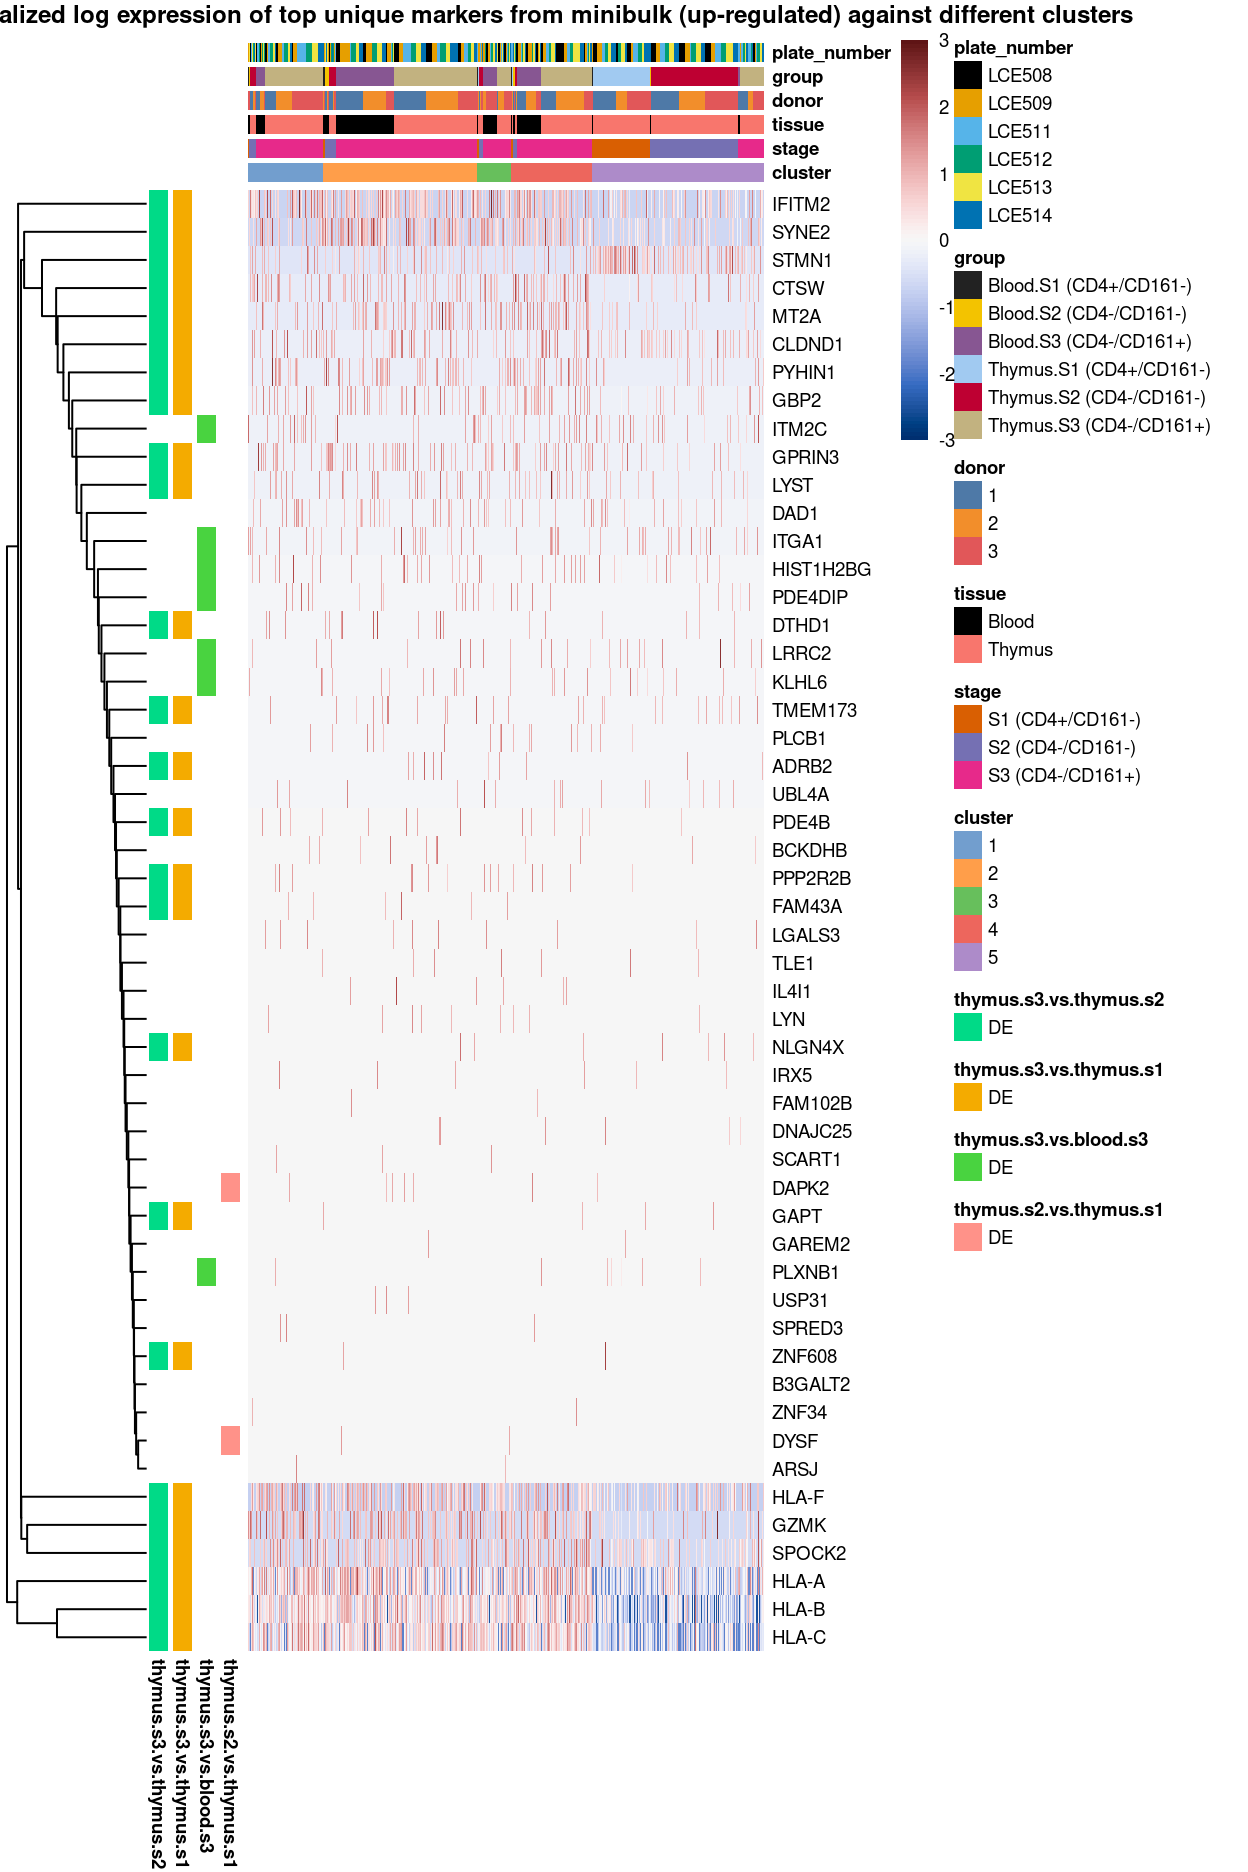 alized log expression of top unique markers from minibulk (up-regulated) against different clusters
plate_number
group
donor
tissue
stage
cluster
IFITM2
SYNE2
STMN1
CTSW
MT2A
CLDND1
PYHIN1
GBP2
ITM2C
GPRIN3
LYST
DAD1
ITGA1
HIST1H2BG
PDE4DIP
DTHD1
LRRC2
KLHL6
TMEM173
PLCB1
ADRB2
UBL4A
PDE4B
BCKDHB
PPP2R2B
FAM43A
LGALS3
TLE1
IL4I1
LYN
NLGN4X
IRX5
FAM102B
DNAJC25
SCART1
DAPK2
GAPT
GAREM2
PLXNB1
USP31
SPRED3
ZNF608
B3GALT2
ZNF34
DYSF
ARSJ
HLA-F
GZMK
SPOCK2
HLA-A
HLA-B
HLA-C
thymus.s3.vs.thymus.s2
thymus.s3.vs.thymus.s1
thymus.s3.vs.blood.s3
thymus.s2.vs.thymus.s1
3
2
1
0
-1
-2
-3
plate_number
LCE508
LCE509
LCE511
LCE512
LCE513
LCE514
group
Blood.S1 (CD4+/CD161-)
Blood.S2 (CD4-/CD161-)
Blood.S3 (CD4-/CD161+)
Thymus.S1 (CD4+/CD161-)
Thymus.S2 (CD4-/CD161-)
Thymus.S3 (CD4-/CD161+)
donor
1
2
3
tissue
Blood
Thymus
stage
S1 (CD4+/CD161-)
S2 (CD4-/CD161-)
S3 (CD4-/CD161+)
cluster
1
2
3
4
5
thymus.s3.vs.thymus.s2
DE
thymus.s3.vs.thymus.s1
DE
thymus.s3.vs.blood.s3
DE
thymus.s2.vs.thymus.s1
DE